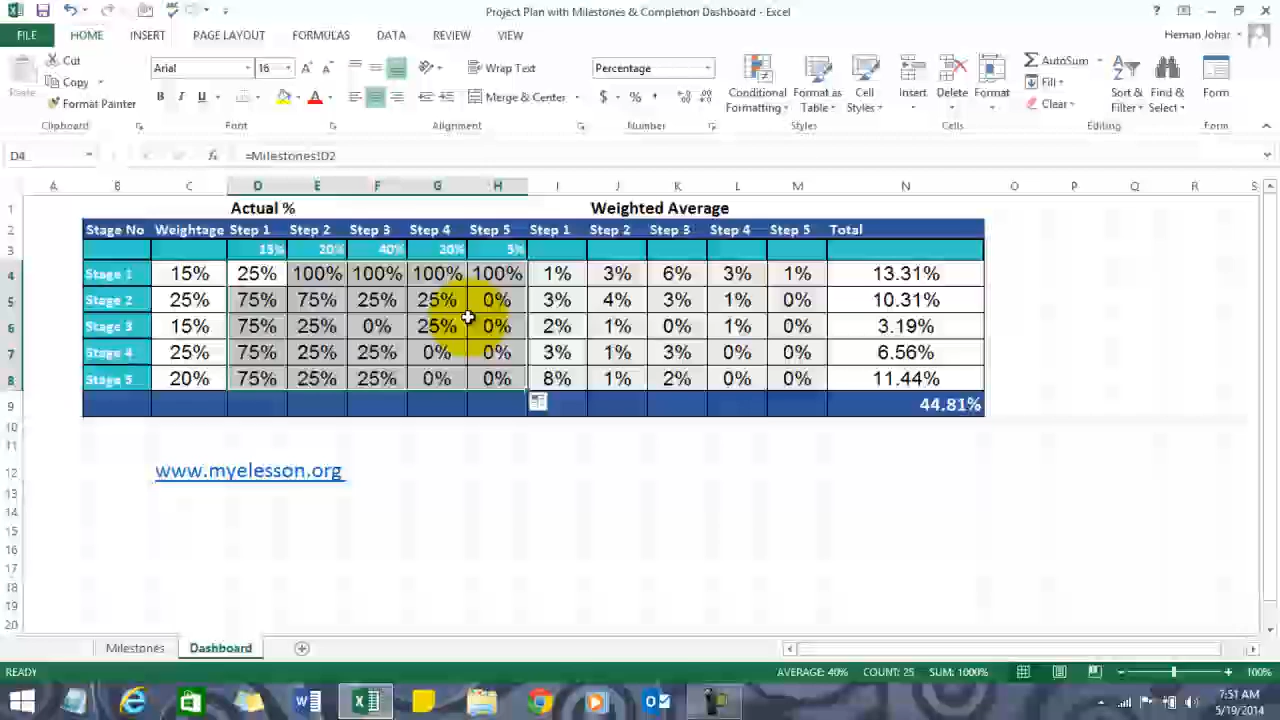 Project Plan with Milestones & Completion Dashboard - Excel
FILE HOME INSERT PAGE LAYOUT FORMULAS DATA REVIEW VIEW Heman Johar
Cut Arial 16 Wrap Text Percentage AutoSum
Copy Fill
Paste Format Painter Merge & Center Conditional Formatting Format as Table Cell Styles Insert Delete Format Clear Sort & Filter Find & Select Form
Clipboard Font Alignment Number Styles Cells Editing Form
D4 =Milestones!D2
A B C D E F G H I J K L M N O P Q R S
1 Actual % Weighted Average
2 Stage No Weightage Step 1 Step 2 Step 3 Step 4 Step 5 Step 1 Step 2 Step 3 Step 4 Step 5 Total
3 15% 20% 40% 20% 5%
4 Stage 1 15% 25% 100% 100% 100% 100% 1% 3% 6% 3% 1% 13.31%
5 Stage 2 25% 75% 75% 25% 25% 0% 3% 4% 3% 1% 0% 10.31%
6 Stage 3 15% 75% 25% 0% 25% 0% 2% 1% 0% 1% 0% 3.19%
7 Stage 4 25% 75% 25% 25% 0% 0% 3% 1% 3% 0% 0% 6.56%
8 Stage 5 20% 75% 25% 25% 0% 0% 8% 1% 2% 0% 0% 11.44%
9 44.81%
10
11
12 www.myelesson.org
13
14
15
16
17
18
19
20
Milestones Dashboard
READY AVERAGE: 40% COUNT: 25 SUM: 1000% 100%
7:51 AM
5/19/2014